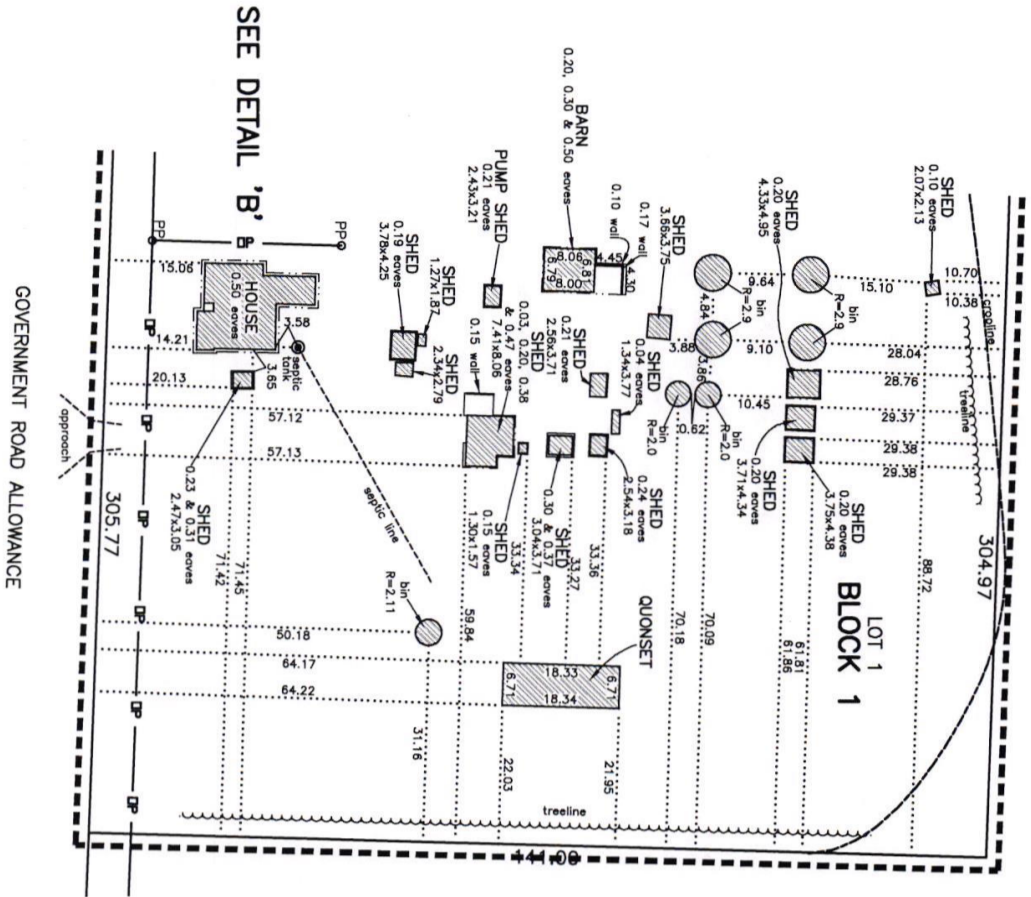 SEE DETAIL 'B'
GOVERNMENT ROAD ALLOWANCE
LOT 1
BLOCK 1
304.97
305.77
141.00
SHED
0.10 eaves
2.07x2.13
10.70
10.38
cropline
treeline
15.10
28.04
28.76
29.37
29.38
29.38
88.72
SHED
0.20 eaves
4.33x4.95
bin
R=2.9
bin
R=2.9
9.64
9.10
10.45
4.84
3.88
3.86
0.62
bin
R=2.0
R=2.0
SHED
0.20 eaves
3.71x4.34
SHED
0.20 eaves
3.75x4.38
61.81
61.86
70.09
70.18
SHED
3.66x3.75
0.17 wall
0.10 wall
BARN
0.20, 0.30 & 0.50 eaves
8.06
6.81
6.79
8.00
4.45
4.30
SHED
0.04 eaves
1.34x3.77
SHED
0.21 eaves
2.56x3.71
SHED
0.24 eaves
2.54x3.18
SHED
0.30 & 0.37 eaves
3.04x3.71
SHED
0.03, 0.20, 0.38
& 0.47 eaves
7.41x8.06
SHED
0.15 eaves
1.30x1.57
33.36
33.27
33.34
PUMP SHED
0.21 eaves
2.43x3.21
0.15 wall
SHED
1.27x1.87
SHED
0.19 eaves
3.78x4.25
SHED
2.34x2.79
QUONSET
18.33
18.34
6.71
6.71
21.95
22.03
59.84
31.16
bin
R=2.11
50.18
64.17
64.22
septic line
septic
tank
3.58
3.65
HOUSE
0.50 eaves
15.06
14.21
20.13
57.12
57.13
SHED
0.23 & 0.31 eaves
2.47x3.05
71.45
71.42
approach
treeline
PP
PP